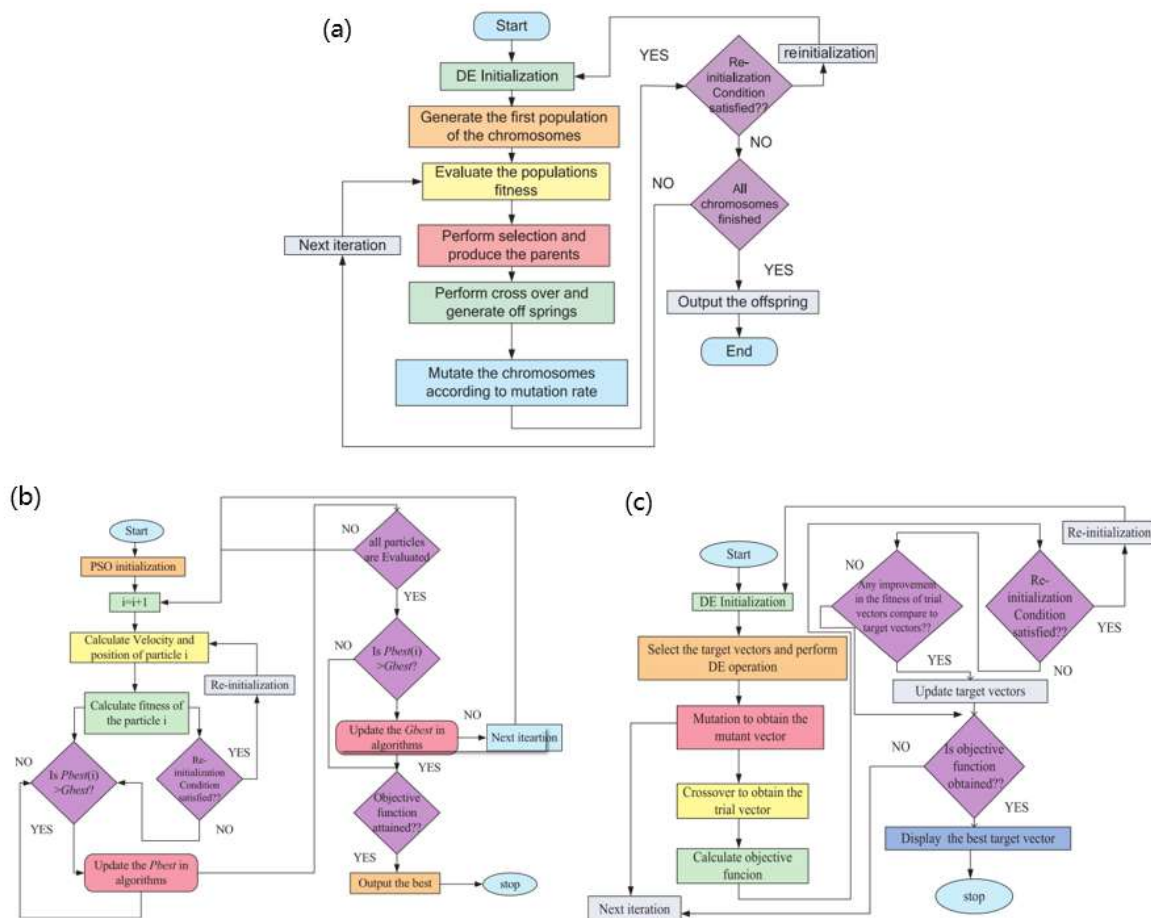 (a)
Start
DE Initialization
Generate the first population
of the chromosomes
Evaluate the populations
fitness
Perform selection and
produce the parents
Perform cross over and
generate off springs
Mutate the chromosomes
according to mutation rate
Next iteration
YES
Re-
initialization
Condition
satisfied??
reinitialization
NO
NO
All
chromosomes
finished
YES
Output the offspring
End
(b)
Start
PSO initialization
i=i+1
Calculate Velocity and
position of particle i
Re-initialization
Calculate fitness of
the particle i
NO
Is Pbest(i)
>Gbest?
YES
Re-
initialization
Condition
satisfied??
YES
NO
Update the Pbest in
algorithms
NO
all particles
are Evaluated
YES
NO
Is Pbest(i)
>Gbest?
Update the Gbest in
algorithms
NO
Next iteartion
YES
Objective
function
attained??
YES
Output the best
stop
(c)
Start
DE Initialization
Select the target vectors and perform
DE operation
Mutation to obtain the
mutant vector
Crossover to obtain the
trial vector
Calculate objective
funcion
Next iteration
NO
Any improvement
in the fitness of trial
vectors compare to
target vectors??
YES
Re-initialization
Re-
initialization
Condition
satisfied??
YES
NO
Update target vectors
NO
Is objective
function
obtained??
YES
Display the best target vector
stop